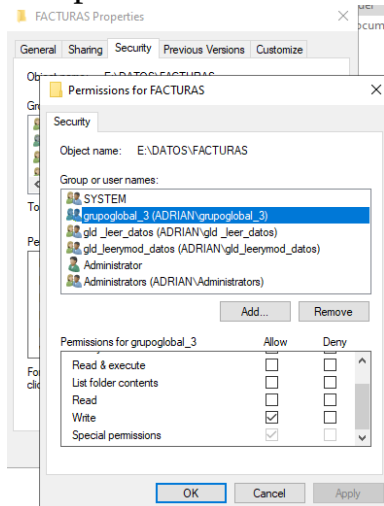 FACTURAS Properties
General Sharing Security Previous Versions Customize
Permissions for FACTURAS
Security
Object name: E:\DATOS\FACTURAS
Group or user names:
SYSTEM
grupoglobal_3 (ADRIAN\grupoglobal_3)
gld _leer_datos (ADRIAN\gld _leer_datos)
gld_leerymod_datos (ADRIAN\gld_leerymod_datos)
Administrator
Administrators (ADRIAN\Administrators)
Add... Remove
Permissions for grupoglobal_3 Allow Deny
Read & execute
List folder contents
Read
Write
Special permissions
OK Cancel Apply